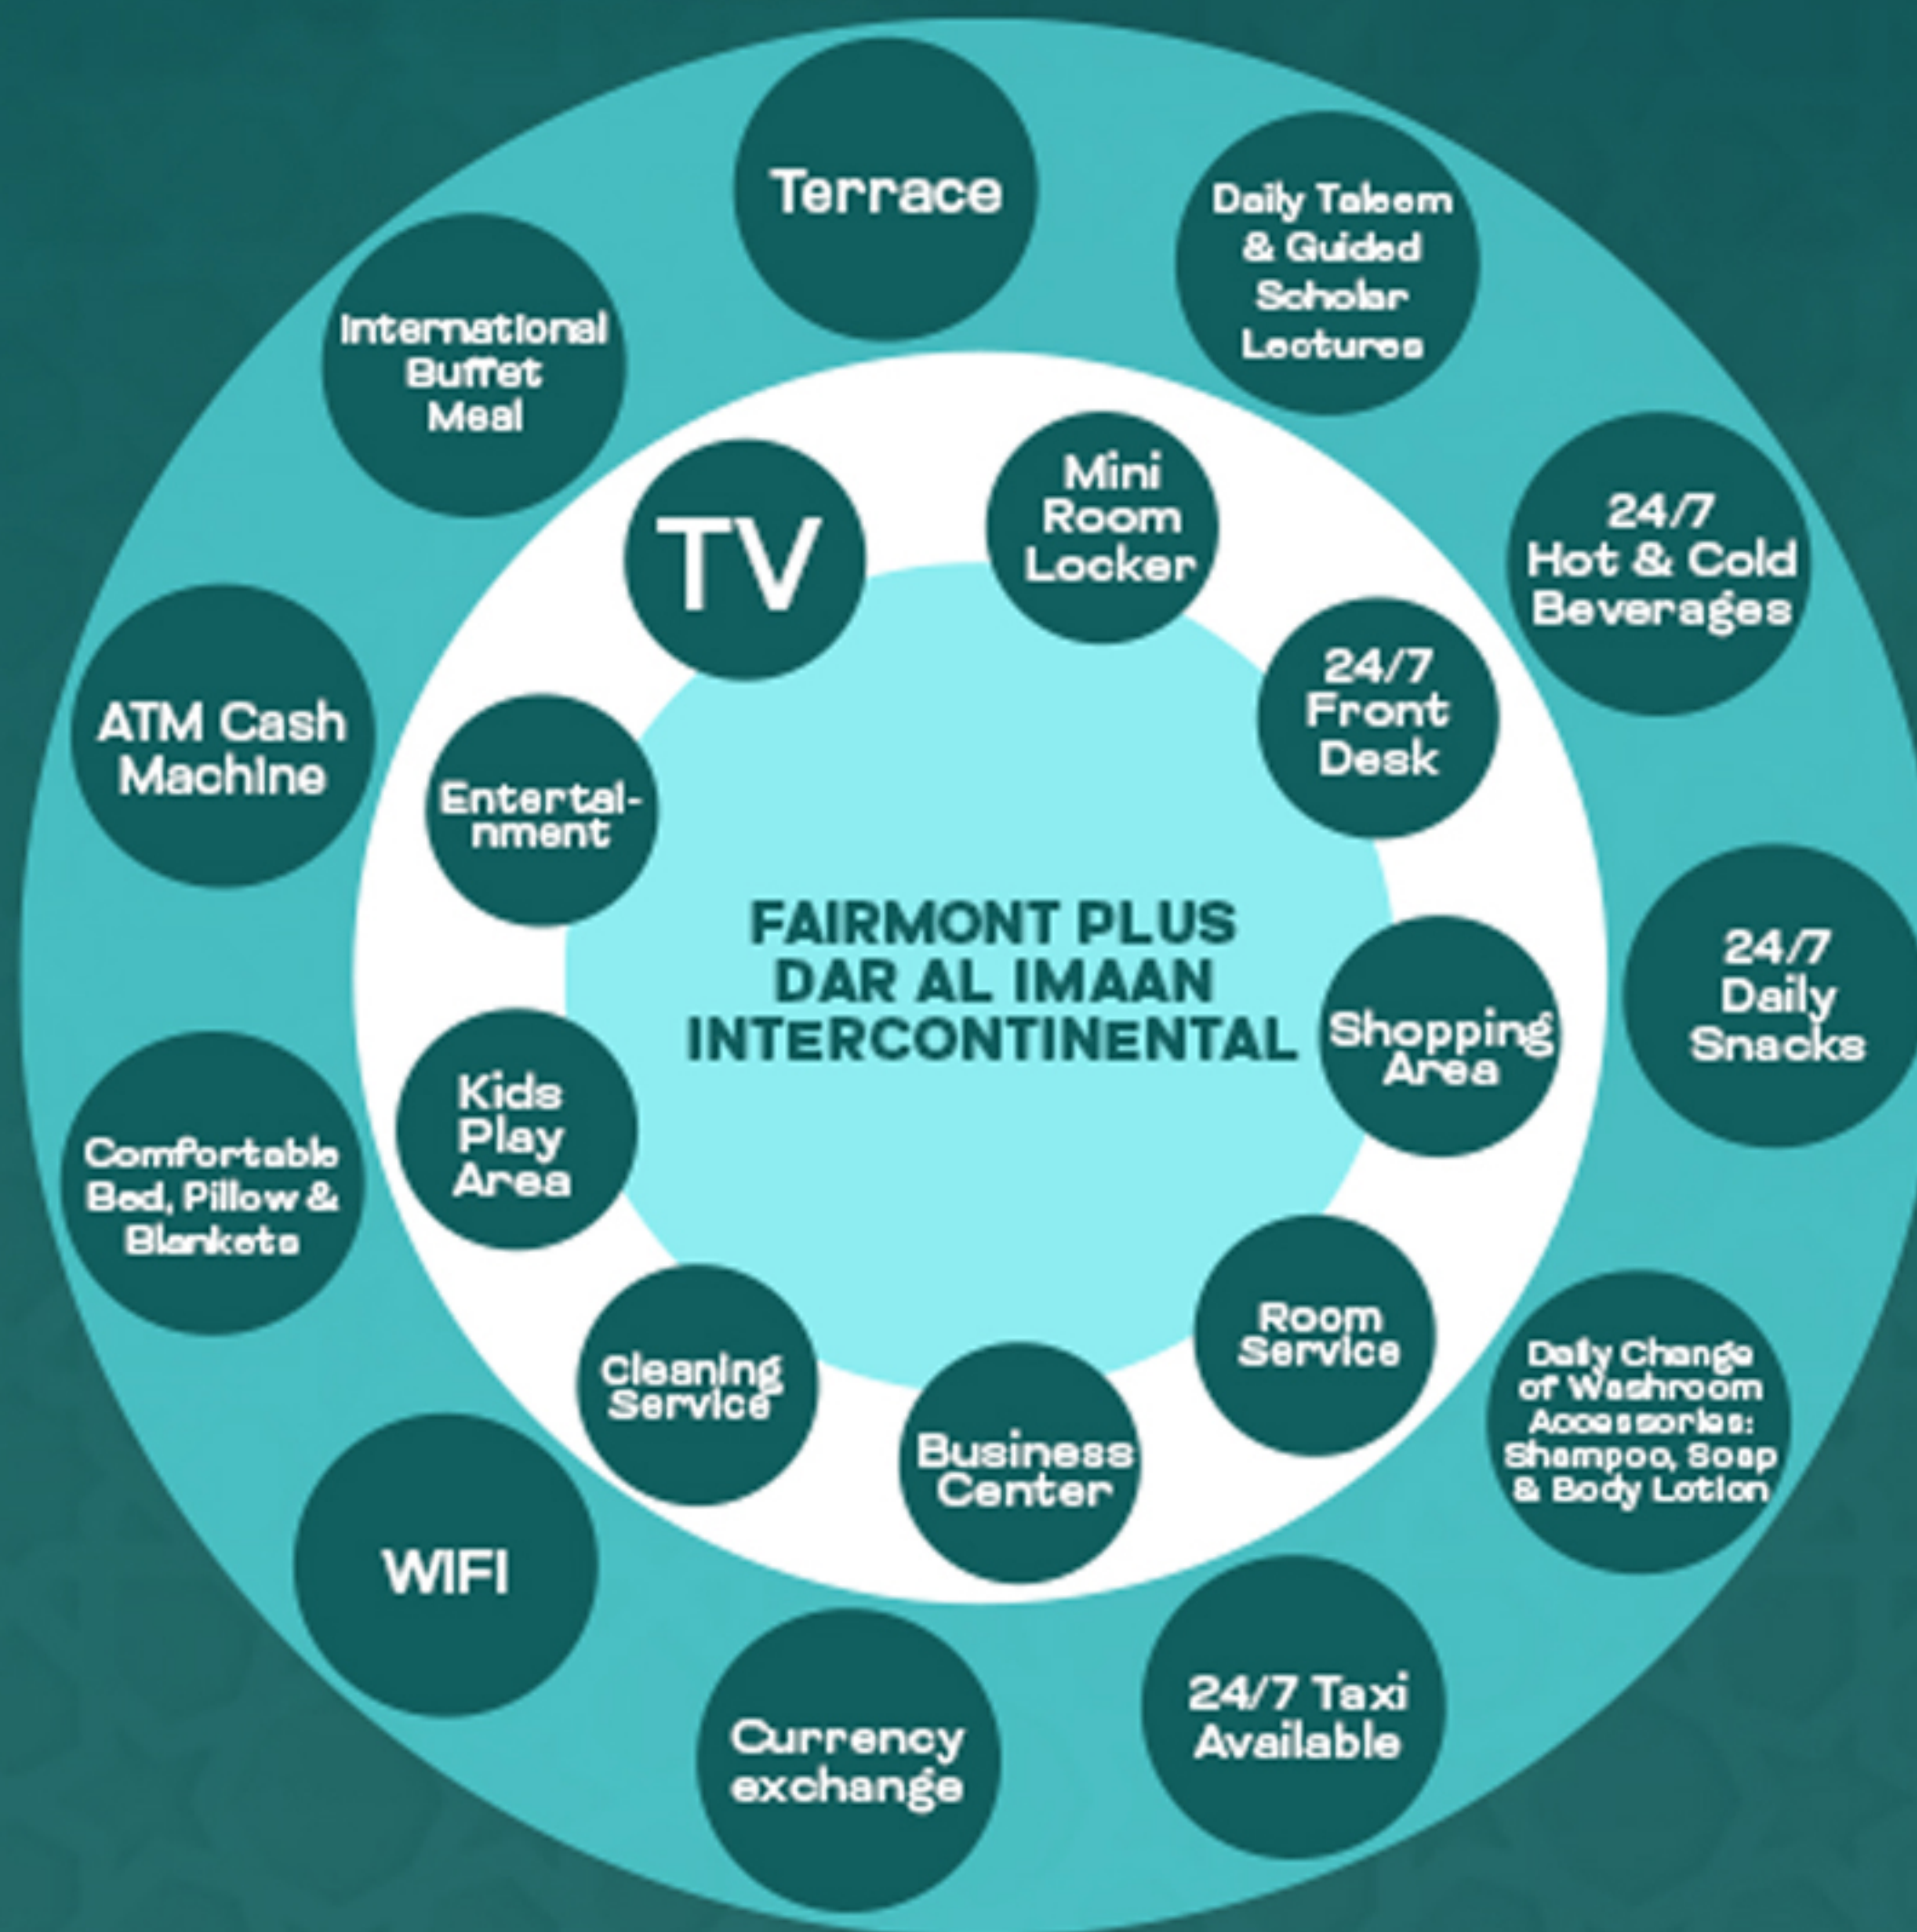 Terrace
Daily Taleem
& Guided
Scholar
Lectures
International
Buffet
Meal
24/7
Hot & Cold
Beverages
TV
Mini
Room
Locker
24/7
Front
Desk
ATM Cash
Machine
Entertai-
nment
24/7
Daily
Snacks
FAIRMONT PLUS
DAR AL IMAAN
INTERCONTINENTAL
Shopping
Area
Kids
Play
Area
Comfortable
Bed, Pillow &
Blankets
Room
Service
Cleaning
Service
Business
Center
Daily Change
of Washroom
Accessories:
Shampoo, Soap
& Body Lotion
WIFI
24/7 Taxi
Available
Currency
exchange